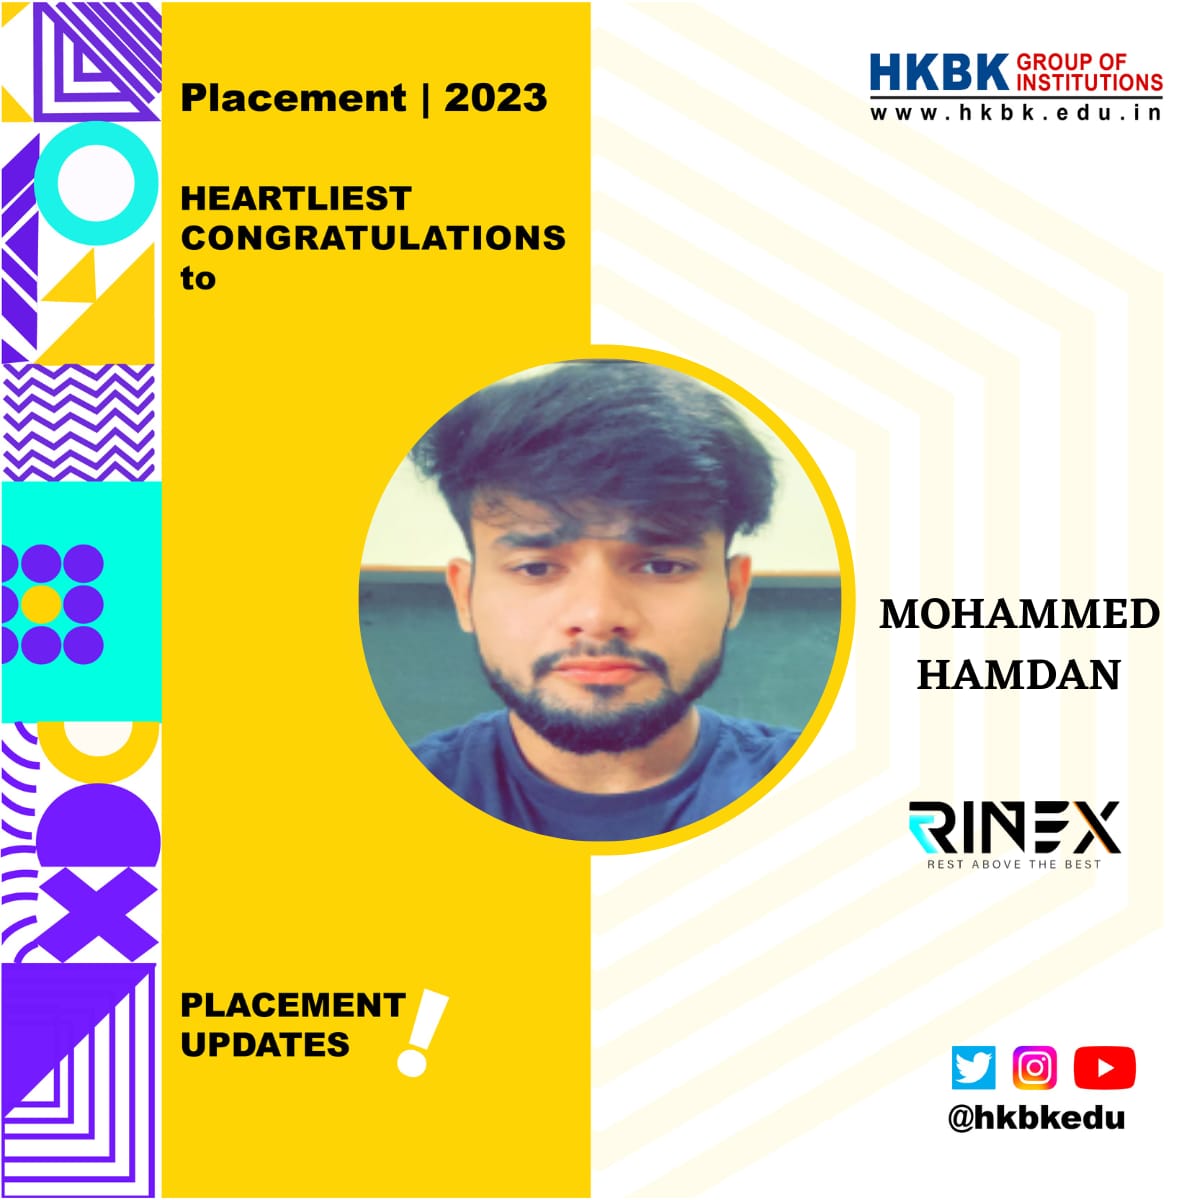 Placement | 2023
HKBK GROUP OF
INSTITUTIONS
www.hkbk.edu.in
HEARTLIEST
CONGRATULATIONS
to
MOHAMMED
HAMDAN
RINEX
REST ABOVE THE BEST
PLACEMENT
UPDATES!
@hkbkedu